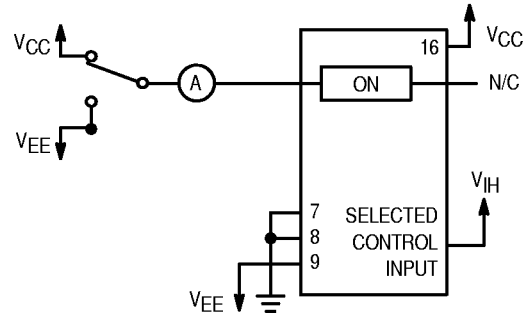 VCC
16
VCC
A
ON
N/C
VEE
VIH
7
SELECTED
8
CONTROL
9
INPUT
VEE